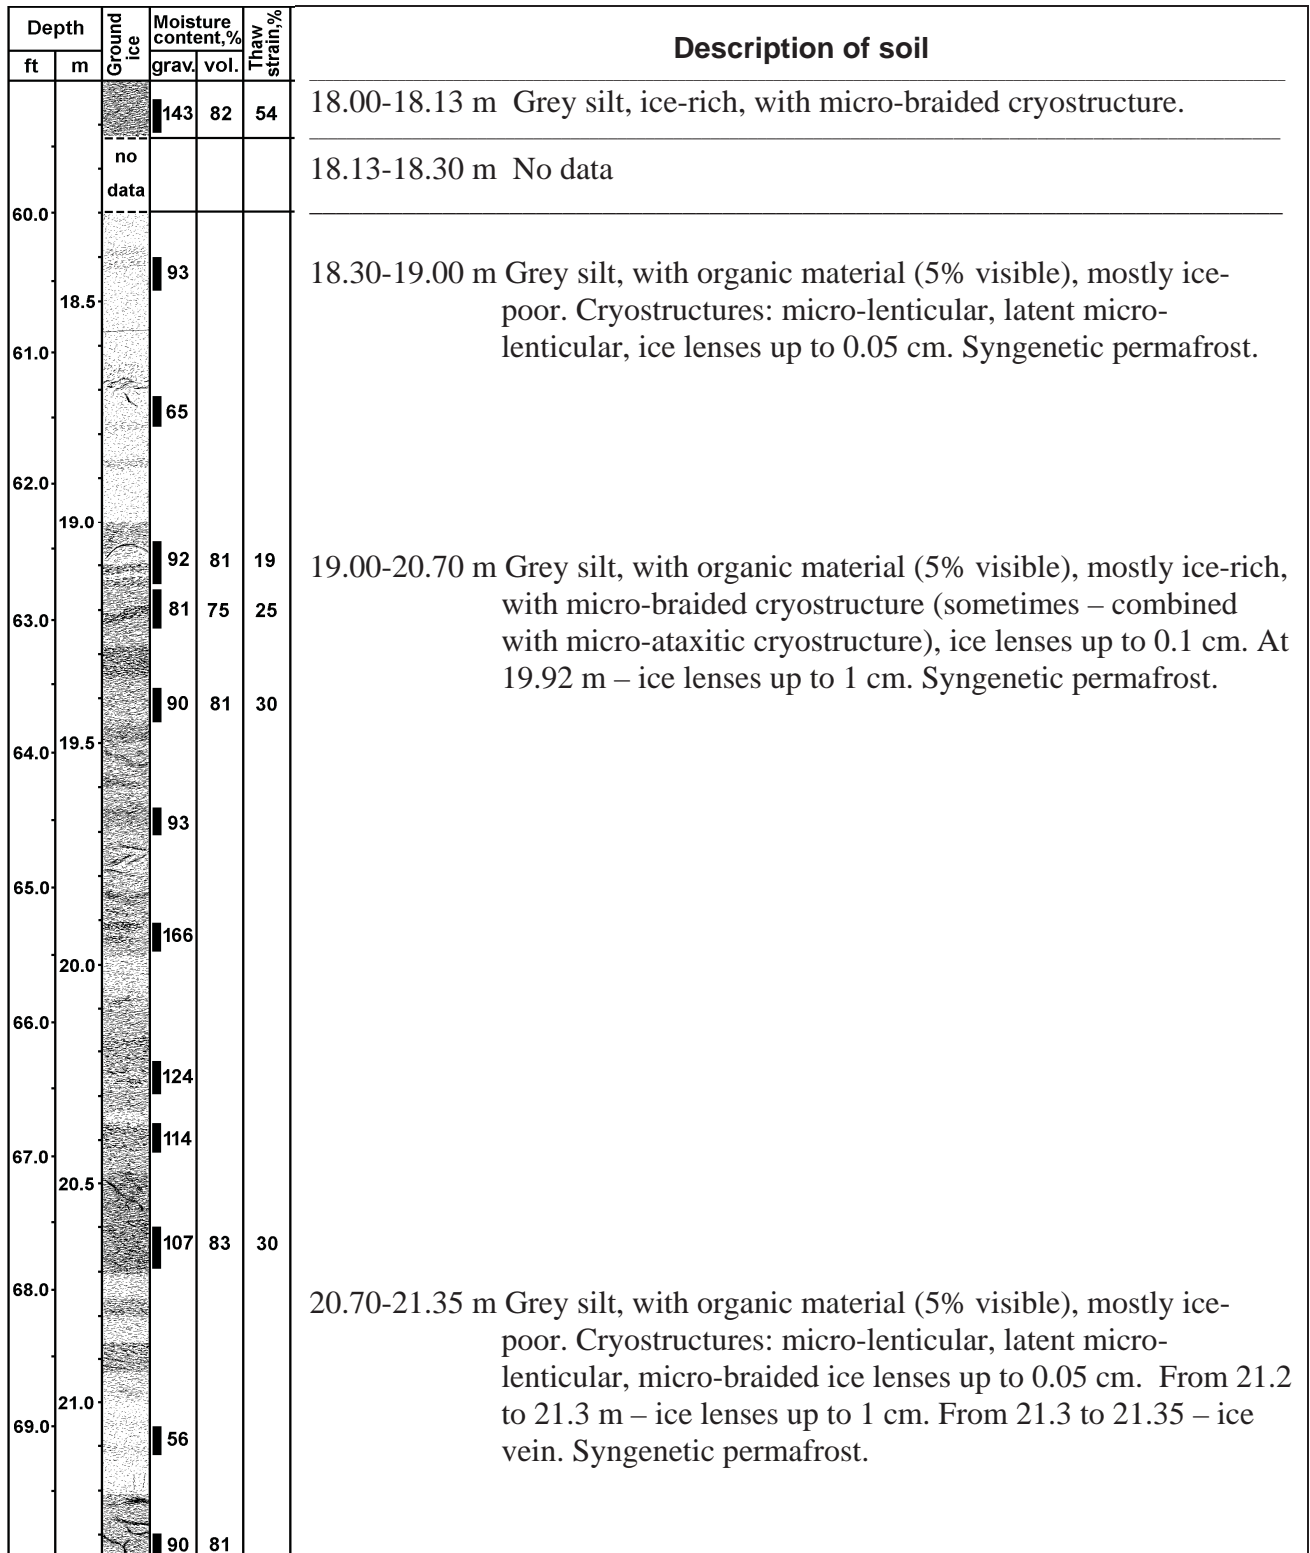 Depth
Ground ice
Moisture content,%
Thaw strain,%
Description of soil
ft
m
grav.
vol.
143 82 54
18.00-18.13 m Grey silt, ice-rich, with micro-braided cryostructure.
no
data
18.13-18.30 m No data
60.0
93
18.30-19.00 m Grey silt, with organic material (5% visible), mostly ice-
poor. Cryostructures: micro-lenticular, latent micro-
lenticular, ice lenses up to 0.05 cm. Syngenetic permafrost.
18.5
61.0
65
62.0
19.0
92 81 19
19.00-20.70 m Grey silt, with organic material (5% visible), mostly ice-rich,
with micro-braided cryostructure (sometimes – combined
with micro-ataxitic cryostructure), ice lenses up to 0.1 cm. At
19.92 m – ice lenses up to 1 cm. Syngenetic permafrost.
81 75 25
63.0
90 81 30
19.5
64.0
93
65.0
166
20.0
66.0
124
114
67.0
20.5
107 83 30
68.0
20.70-21.35 m Grey silt, with organic material (5% visible), mostly ice-
poor. Cryostructures: micro-lenticular, latent micro-
lenticular, micro-braided ice lenses up to 0.05 cm. From 21.2
to 21.3 m – ice lenses up to 1 cm. From 21.3 to 21.35 – ice
vein. Syngenetic permafrost.
21.0
69.0
56
90 81